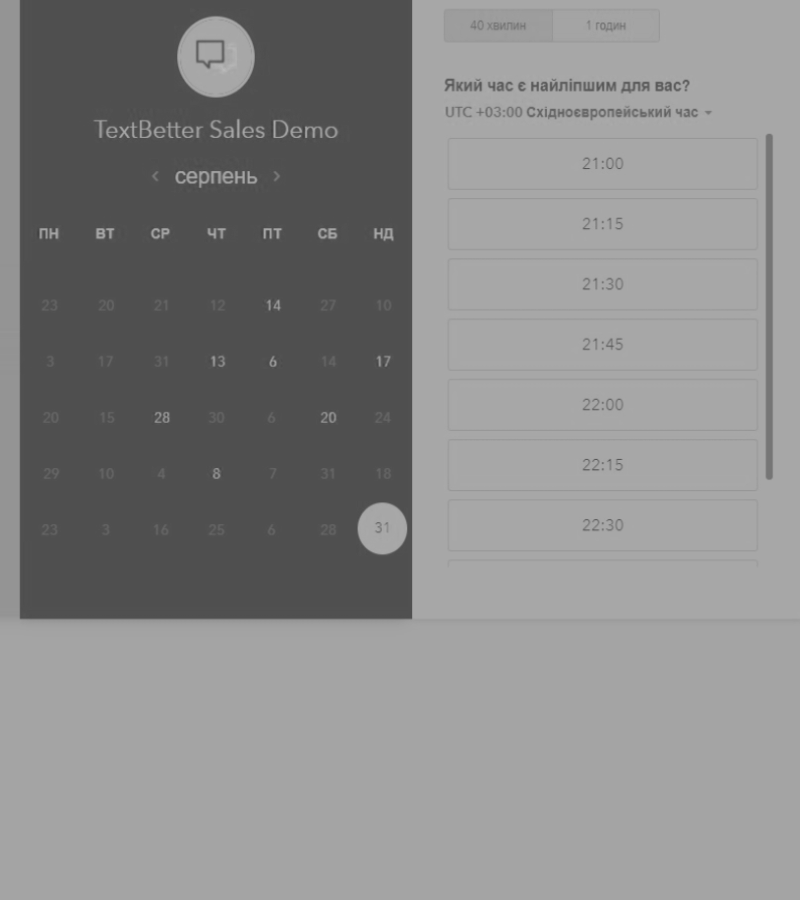 40 хвилин 1 годин
TextBetter Sales Demo
серпень
ПН ВТ СР ЧТ ПТ СБ НД
23 20 21 12 14 27 10
3 17 31 13 6 14 17
20 15 28 30 6 20 24
29 10 4 8 7 31 18
23 3 16 25 6 28 31
Який час є найліпшим для вас?
UTC +03:00 Східноєвропейський час
21:00
21:15
21:30
21:45
22:00
22:15
22:30